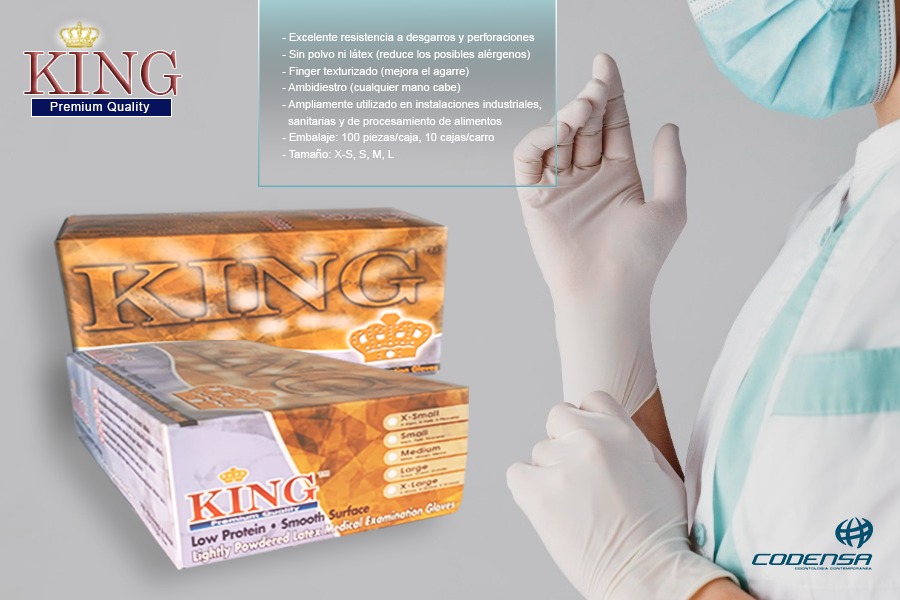 KING
Premium Quality
- Excelente resistencia a desgarros y perforaciones
- Sin polvo ni látex (reduce los posibles alérgenos)
- Finger texturizado (mejora el agarre)
- Ambidiestro (cualquier mano cabe)
- Ampliamente utilizado en instalaciones industriales,
sanitarias y de procesamiento de alimentos
- Embalaje: 100 piezas/caja, 10 cajas/carro
- Tamaño: X-S, S, M, L
KING
X-Small
Small
Medium
Large
X-Large
KING
Premium Quality
Low Protein • Smooth Surface
Lightly Powdered Latex Medical Examination Gloves
CODENSA
ODONTOLOGIA CONTEMPORANEA